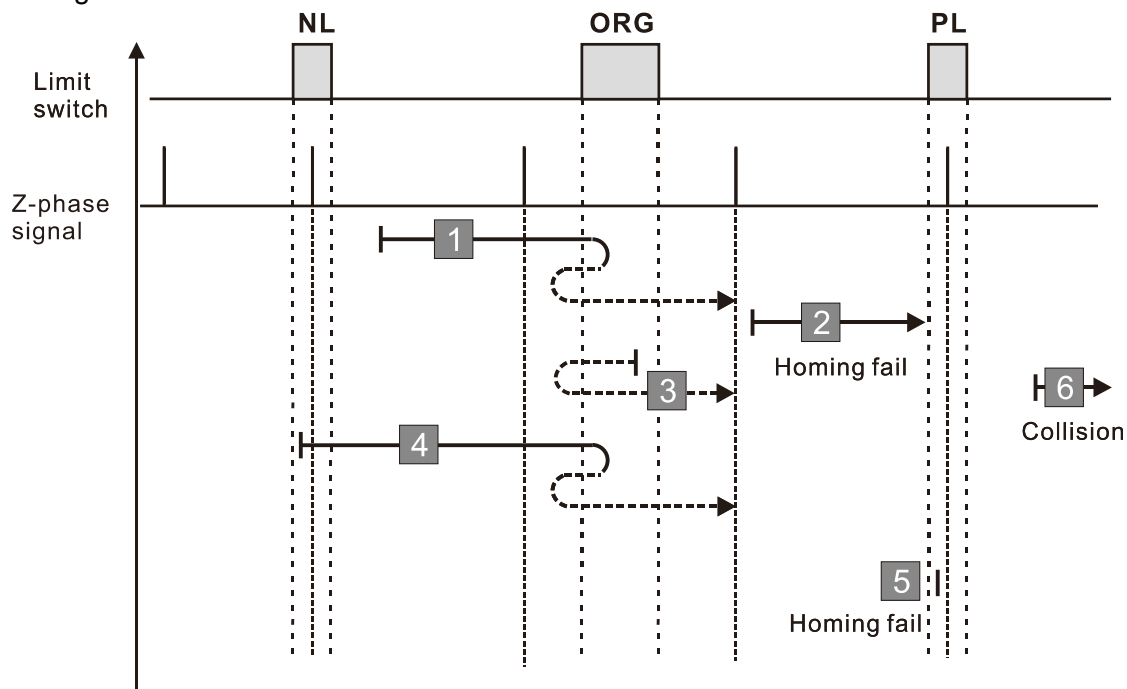 NL ORG PL
Limit
switch
Z-phase
signal
1
2
Homing fail
3
6
Collision
4
5
Homing fail